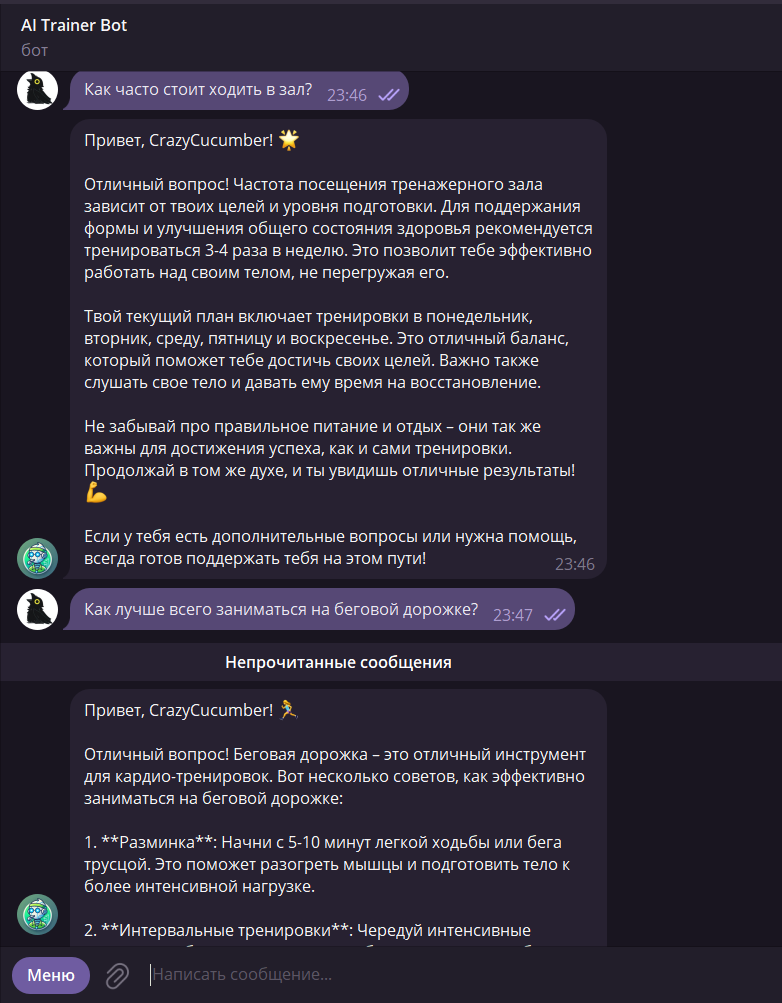 AI Trainer Bot
бот
Как часто стоит ходить в зал? 23:46
Привет, CrazyCucumber! 🌟
Отличный вопрос! Частота посещения тренажерного зала
зависит от твоих целей и уровня подготовки. Для поддержания
формы и улучшения общего состояния здоровья рекомендуется
тренироваться 3-4 раза в неделю. Это позволит тебе эффективно
работать над своим телом, не перегружая его.
Твой текущий план включает тренировки в понедельник,
вторник, среду, пятницу и воскресенье. Это отличный баланс,
который поможет тебе достичь своих целей. Важно также
слушать свое тело и давать ему время на восстановление.
Не забывай про правильное питание и отдых – они так же
важны для достижения успеха, как и сами тренировки.
Продолжай в том же духе, и ты увидишь отличные результаты!
💪
Если у тебя есть дополнительные вопросы или нужна помощь,
всегда готов поддержать тебя на этом пути! 23:46
Как лучше всего заниматься на беговой дорожке? 23:47
Непрочитанные сообщения
Привет, CrazyCucumber! 🏃
Отличный вопрос! Беговая дорожка – это отличный инструмент
для кардио-тренировок. Вот несколько советов, как эффективно
заниматься на беговой дорожке:
1. **Разминка**: Начни с 5-10 минут легкой ходьбы или бега
трусцой. Это поможет разогреть мышцы и подготовить тело к
более интенсивной нагрузке.
2. **Интервальные тренировки**: Чередуй интенсивные
Меню
Написать сообщение...